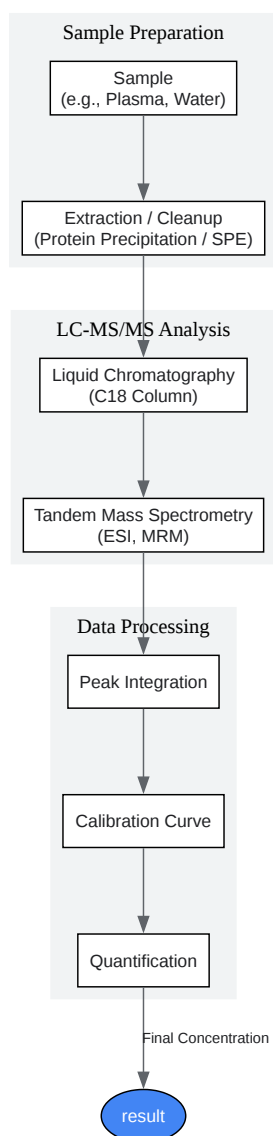 Sample Preparation
Sample
(e.g., Plasma, Water)
Extraction / Cleanup
(Protein Precipitation / SPE)
LC-MS/MS Analysis
Liquid Chromatography
(C18 Column)
Tandem Mass Spectrometry
(ESI, MRM)
Data Processing
Peak Integration
Calibration Curve
Quantification
Final Concentration
result